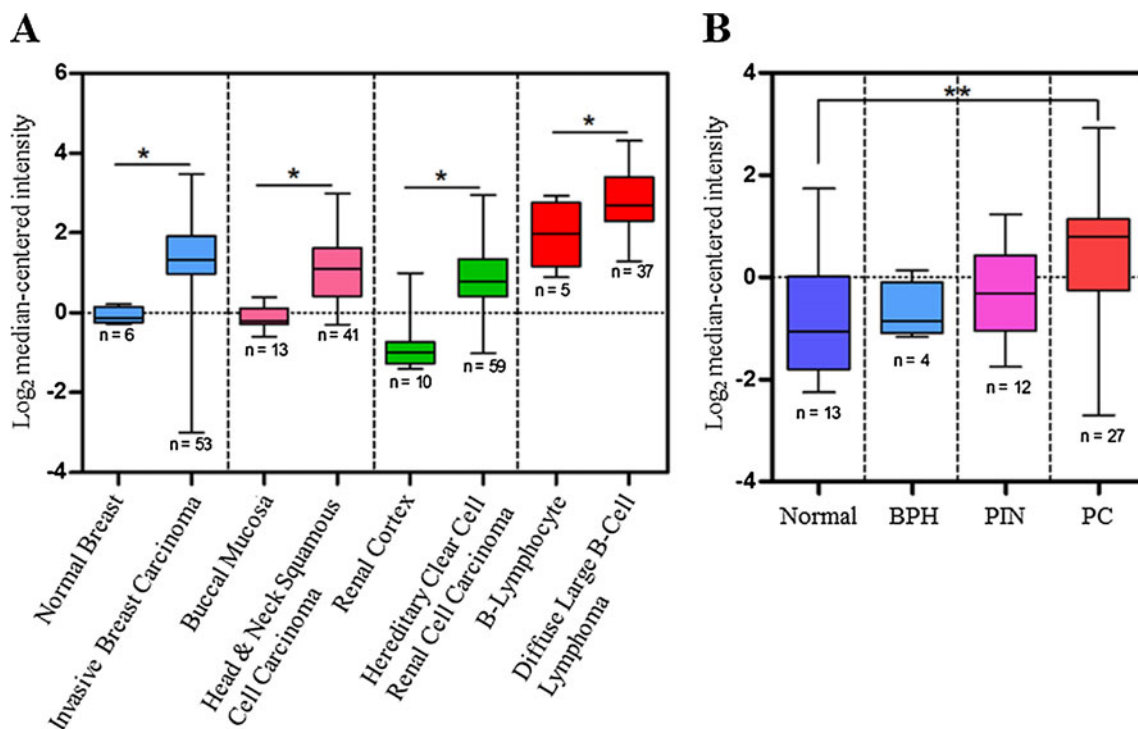 A
Log2 median-centered intensity
6
4
2
0
-2
-4
*
*
*
*
n = 6
n = 53
n = 13
n = 41
n = 10
n = 59
n = 5
n = 37
Normal Breast
Invasive Breast Carcinoma
Buccal Mucosa
Head & Neck Squamous
Cell Carcinoma
Renal Cortex
Hereditary Clear Cell
Renal Cell Carcinoma
B-Lymphocyte
Diffuse Large B-Cell
Lymphoma
B
Log2 median-centered intensity
4
2
0
-2
-4
**
n = 13
n = 4
n = 12
n = 27
Normal
BPH
PIN
PC